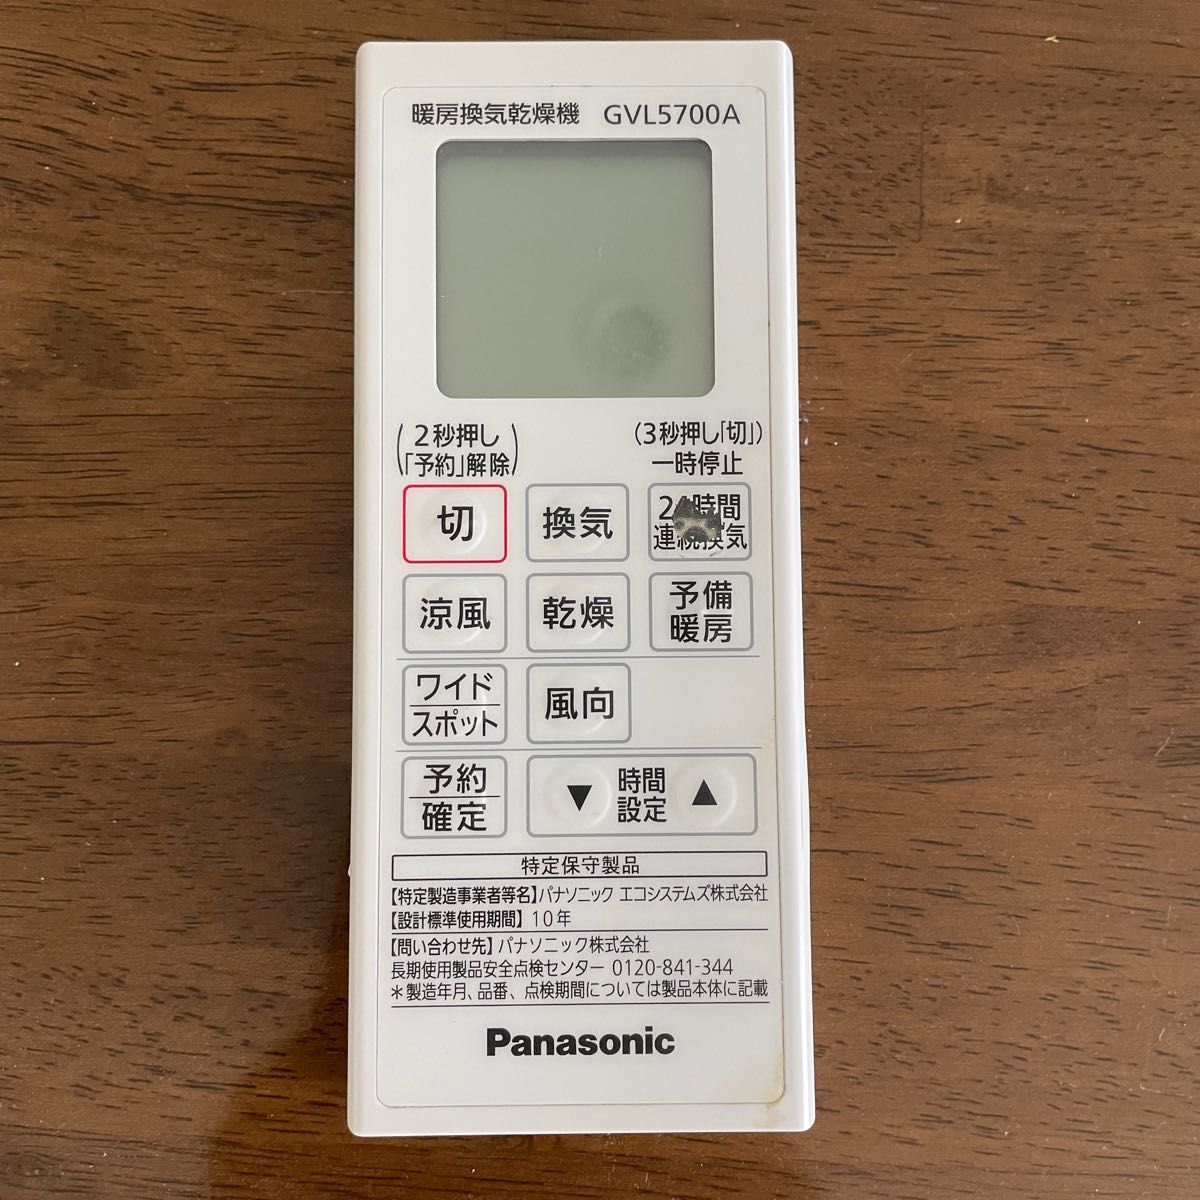 暖房換気乾燥機 GVL5700A
(2秒押し
「予約」解除)
(3秒押し「切」)
一時停止
切
換気
24時間
連続換気
涼風
乾燥
予備
暖房
ワイド
スポット
風向
予約
確定
▼ 時間
設定 ▲
特定保守製品
【特定製造事業者等名】パナソニック エコシステムズ株式会社
【設計標準使用期間】10年
【問い合わせ先】パナソニック株式会社
長期使用製品安全点検センター 0120-841-344
*製造年月、品番、点検期間については製品本体に記載
Panasonic